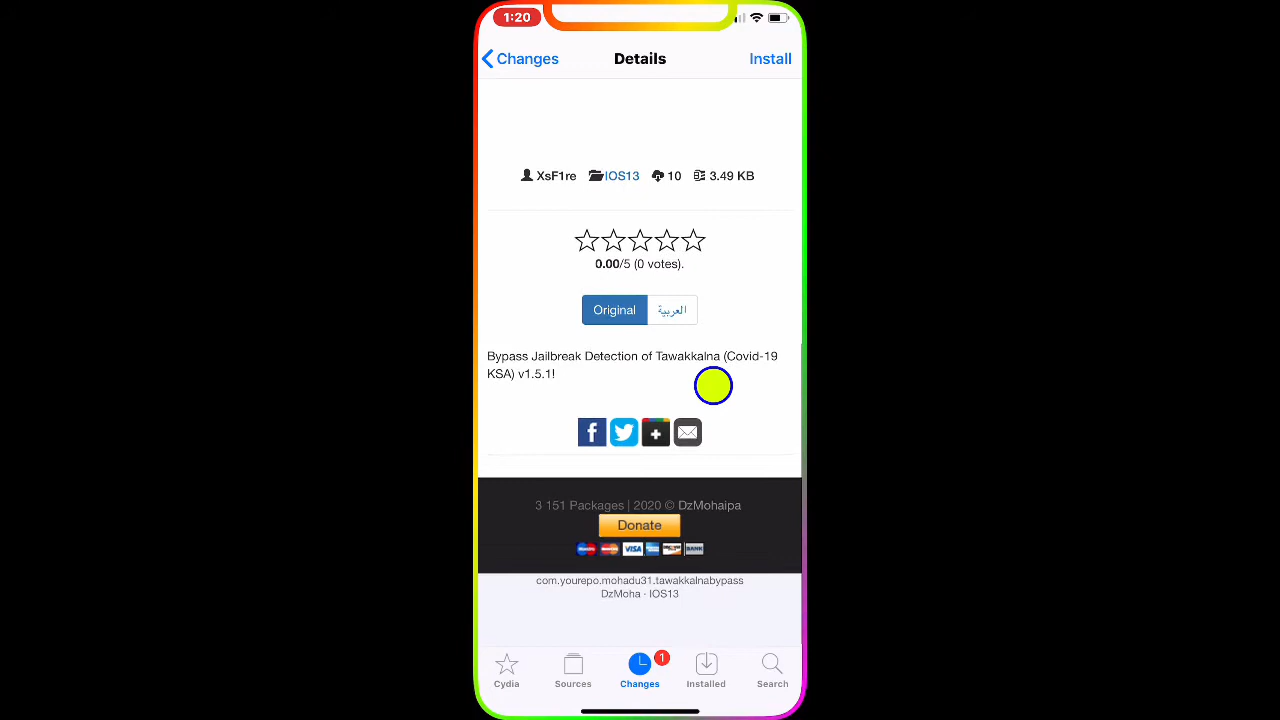 1:20
Changes Details Install
XsF1re IOS13 10 3.49 KB
0.00/5 (0 votes).
Original العربية
Bypass Jailbreak Detection of Tawakkalna (Covid-19
KSA) v1.5.1!
3 151 Packages | 2020 © DzMohaipa
Donate
VISA BANK
com.yourepo.mohadu31.tawakkalnabypass
DzMoha · IOS13
1
Cydia Sources Changes Installed Search